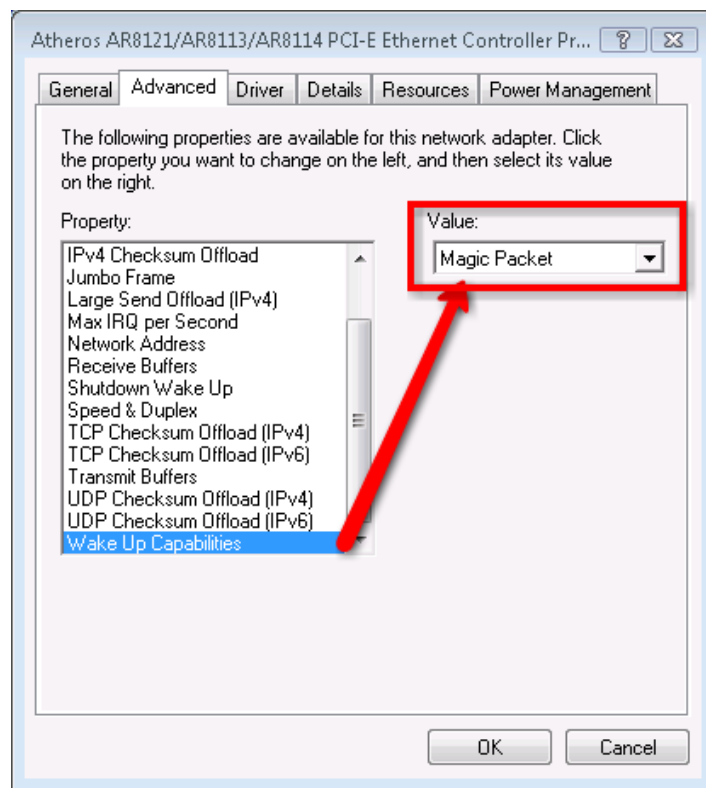 Atheros AR8121/AR8113/AR8114 PCI-E Ethernet Controller Pr...
General Advanced Driver Details Resources Power Management
The following properties are available for this network adapter. Click
the property you want to change on the left, and then select its value
on the right.
Property:
Value:
IPv4 Checksum Offload
Jumbo Frame
Large Send Offload (IPv4)
Max IRQ per Second
Network Address
Receive Buffers
Shutdown Wake Up
Speed & Duplex
TCP Checksum Offload (IPv4)
TCP Checksum Offload (IPv6)
Transmit Buffers
UDP Checksum Offload (IPv4)
UDP Checksum Offload (IPv6)
Wake Up Capabilities
Magic Packet
OK Cancel